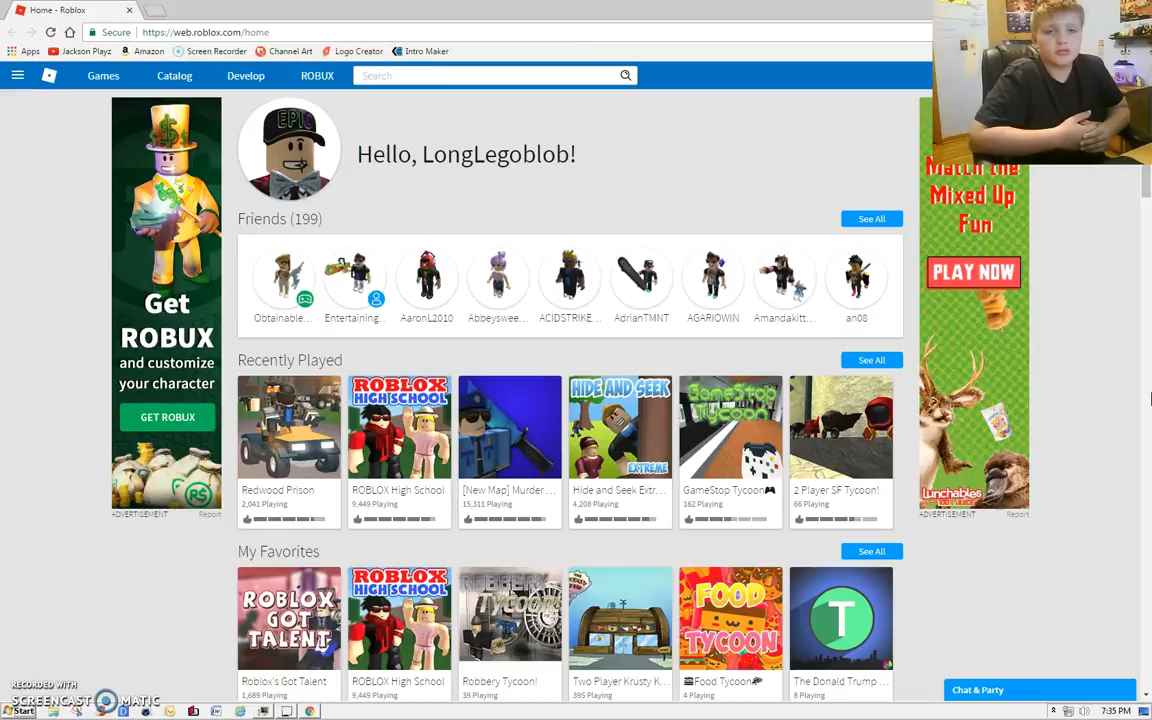 Home - Roblox
Secure https://web.roblox.com/home
Apps Jackson Playz Amazon Screen Recorder Channel Art Logo Creator Intro Maker
Games Catalog Develop ROBUX Search
EPIC
Hello, LongLegoblob!
Get
ROBUX
and customize
your character
GET ROBUX
ADVERTISEMENT Report
Match the
Mixed Up
Fun
PLAY NOW
Lunchables
ADVERTISEMENT Report
Friends (199) See All
Obtainable... Entertaining... AaronL2010 Abbeyswee... ACIDSTRIKE... AdrianTMNT AGARIOWIN Amandakitt... an08
Recently Played See All
ROBLOX
HIGH SCHOOL
HIDE AND SEEK
EXTREME
GameStop
Tycoon
Redwood Prison ROBLOX High School [New Map] Murder ... Hide and Seek Extr... GameStop Tycoon🎮 2 Player SF Tycoon!
2,041 Playing 9,449 Playing 15,311 Playing 4,208 Playing 162 Playing 66 Playing
My Favorites See All
ROBLOX
GOT
TALENT
ROBLOX
HIGH SCHOOL
ROBBERY
TYCOON
FOOD
TYCOON
T
Roblox's Got Talent ROBLOX High School Robbery Tycoon! Two Player Krusty K... 🍔Food Tycoon🍕 The Donald Trump ...
1,689 Playing 9,449 Playing 39 Playing 395 Playing 4 Playing 8 Playing
Chat & Party
RECORDED WITH
SCREENCAST MATIC
Start
7:35 PM